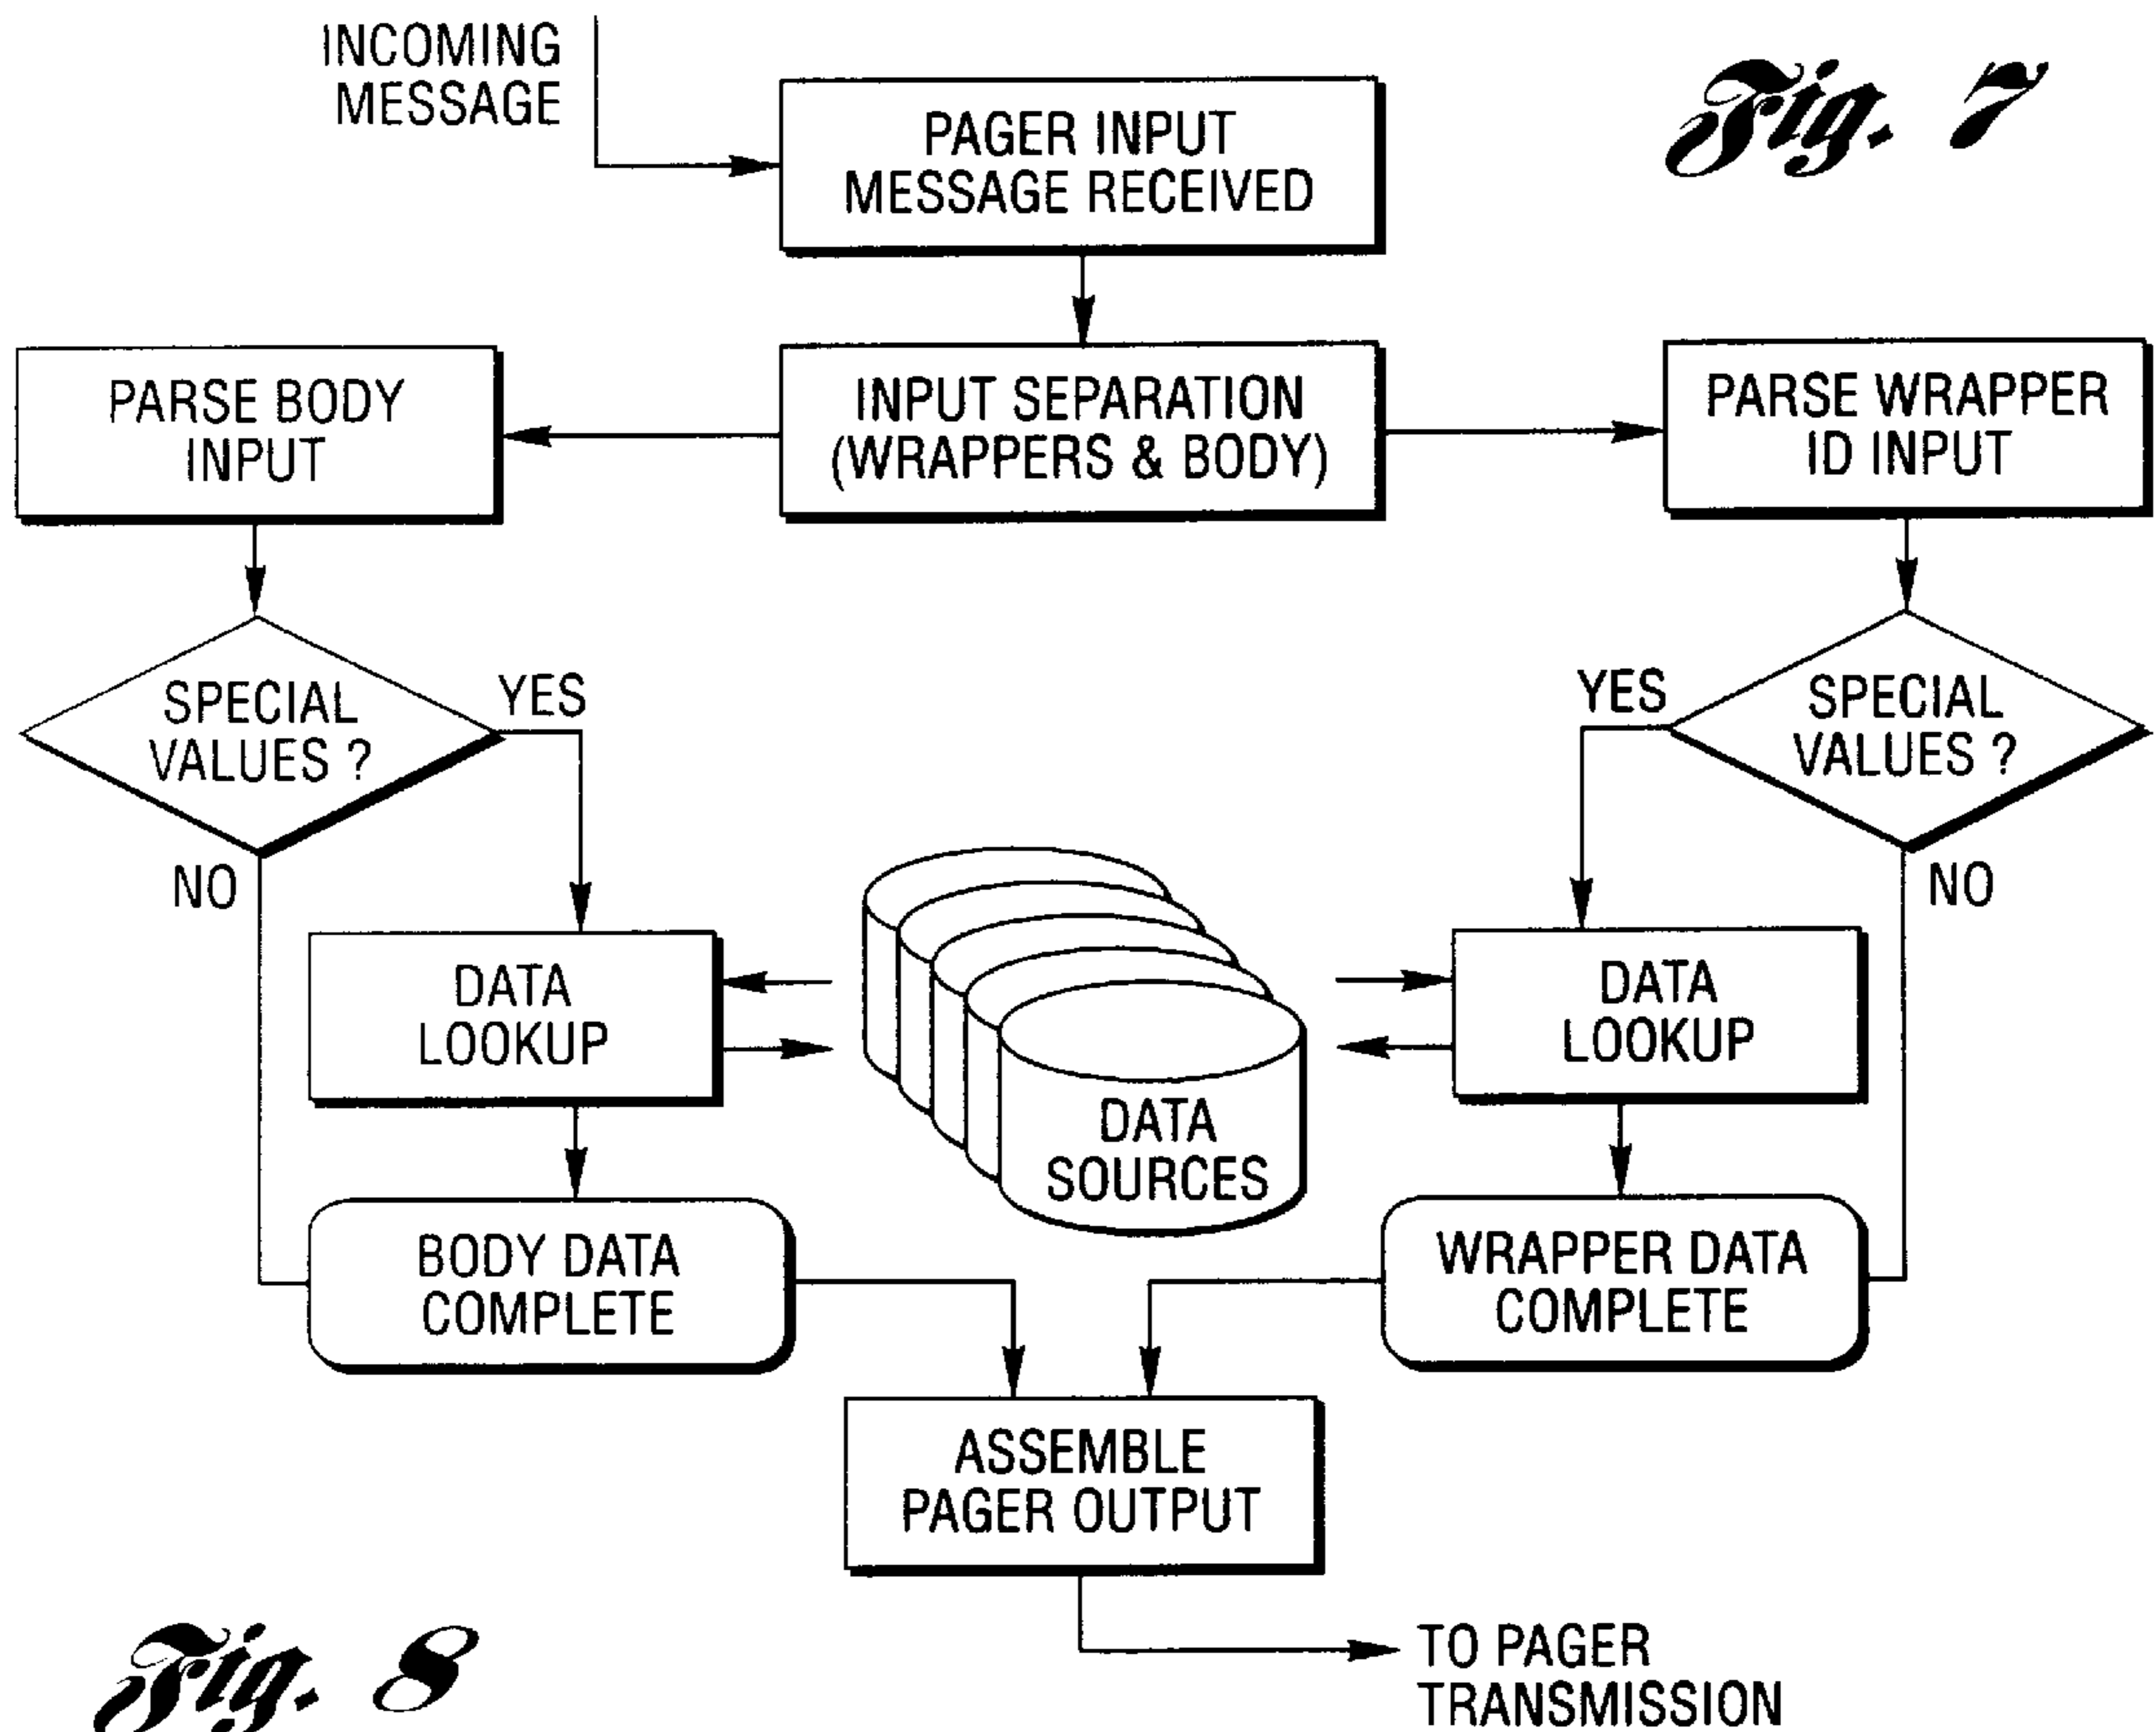 INCOMING
MESSAGE
Fig. 7
PAGER INPUT
MESSAGE RECEIVED
PARSE BODY
INPUT
INPUT SEPARATION
(WRAPPERS & BODY)
PARSE WRAPPER
ID INPUT
SPECIAL
VALUES ?
YES
NO
YES
SPECIAL
VALUES ?
NO
DATA
LOOKUP
DATA
SOURCES
DATA
LOOKUP
BODY DATA
COMPLETE
WRAPPER DATA
COMPLETE
ASSEMBLE
PAGER OUTPUT
TO PAGER
TRANSMISSION
Fig. 8